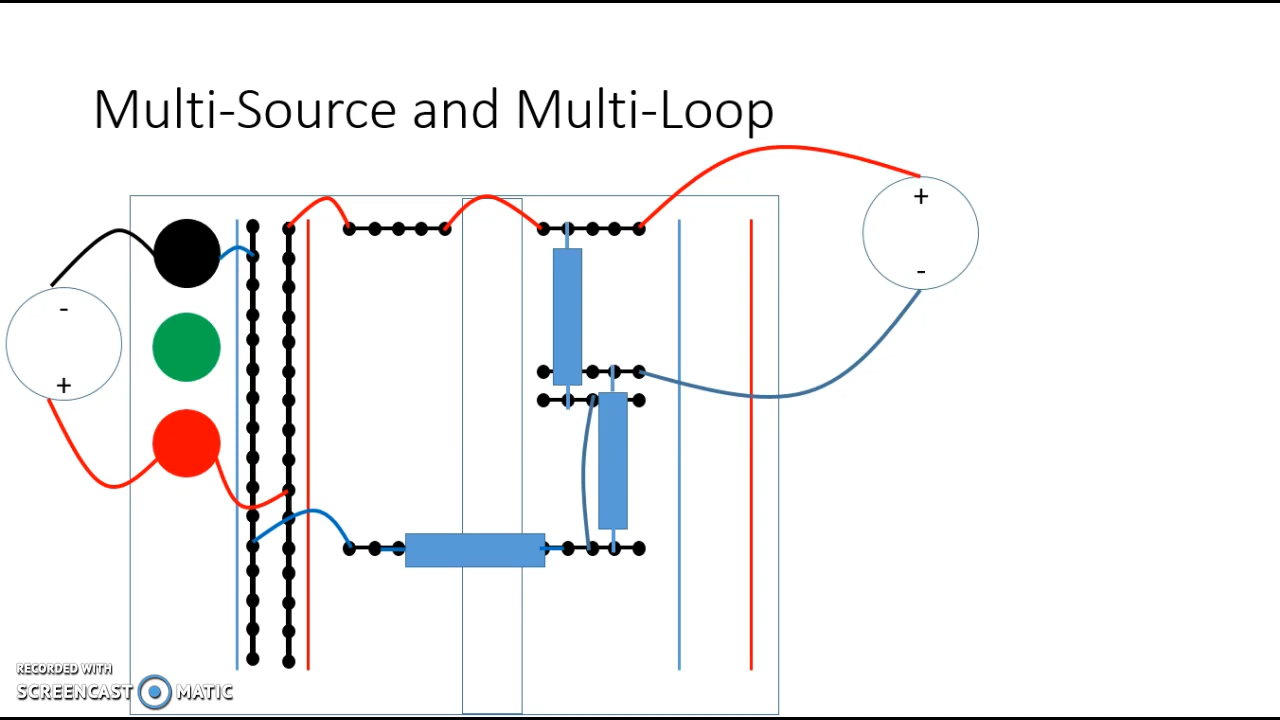 Multi-Source and Multi-Loop
+
-
-
+
RECORDED WITH
SCREENCAST MATIC